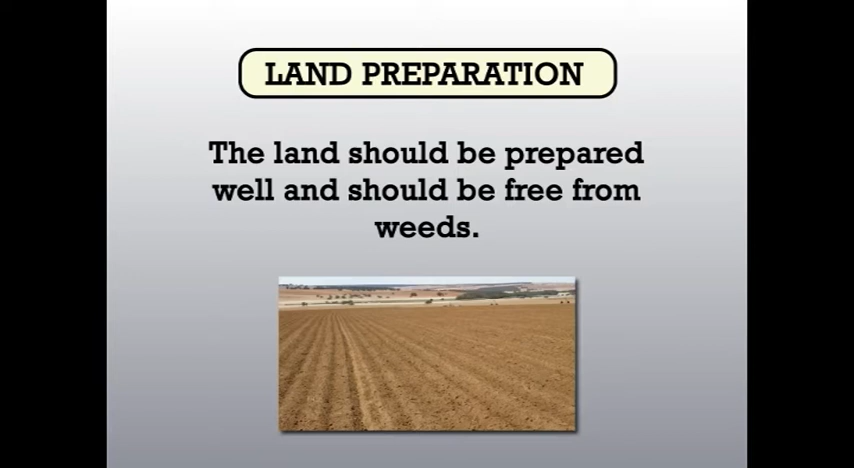 LAND PREPARATION
The land should be prepared
well and should be free from
weeds.